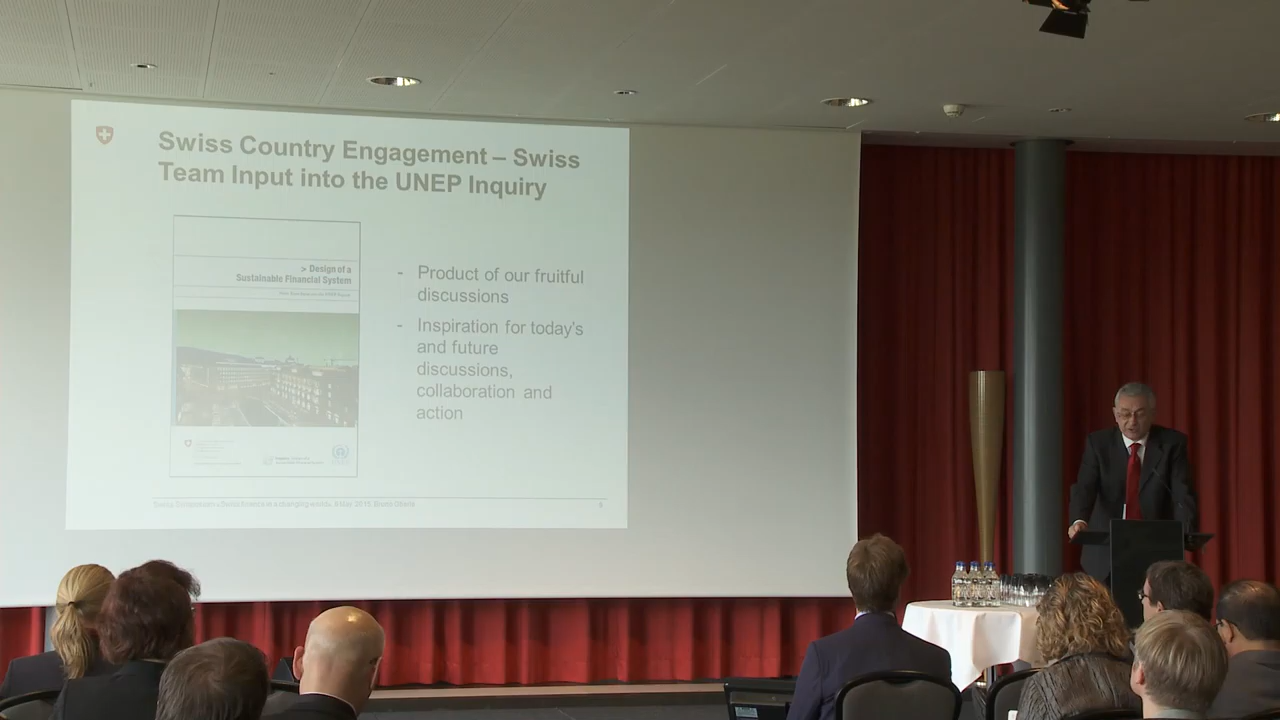 Swiss Country Engagement – Swiss
Team Input into the UNEP Inquiry
> Design of a
Sustainable Financial System
- Product of our fruitful
discussions
- Inspiration for today's
and future
discussions,
collaboration and
action